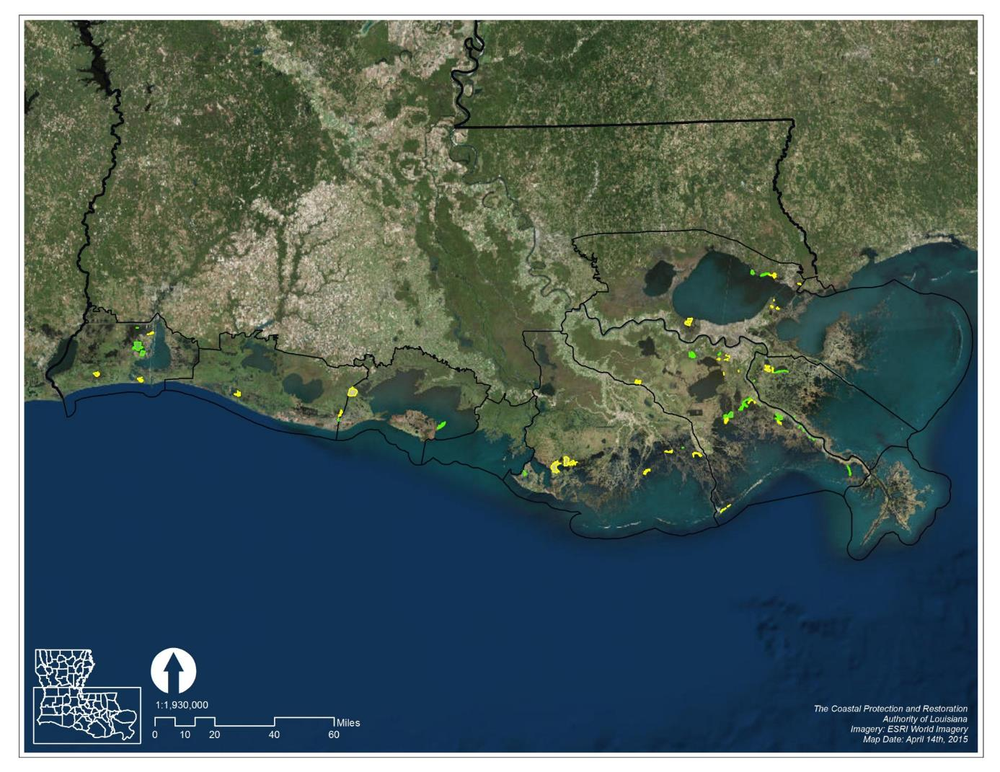 1:1,930,000
Miles
0 10 20 40 60
The Coastal Protection and Restoration
Authority of Louisiana
Imagery: ESRI World Imagery
Map Date: April 14th, 2015